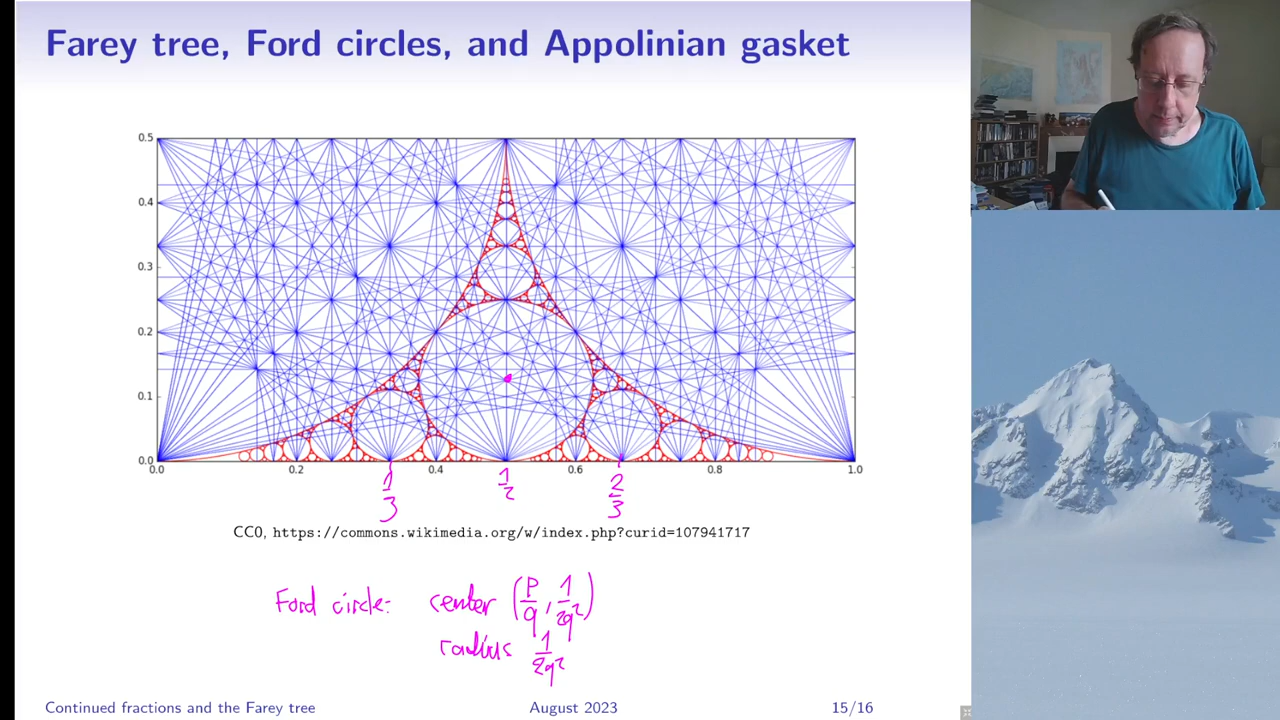 Farey tree, Ford circles, and Appolinian gasket
0.5
0.4
0.3
0.2
0.1
0.0
0.0 0.2 0.4 0.6 0.8 1.0
1/3 1/2 2/3
CC0, https://commons.wikimedia.org/w/index.php?curid=107941717
Ford circle: center (p/q, 1/2q²)
radius 1/2q²
Continued fractions and the Farey tree August 2023 15/16